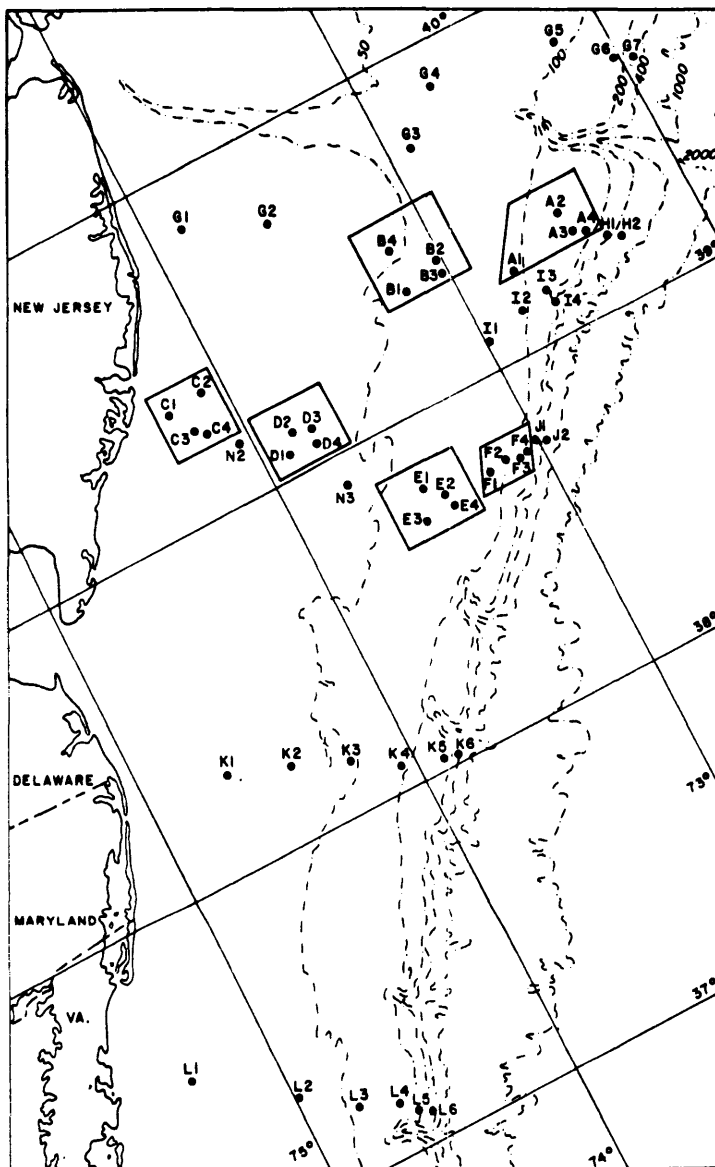 40°
G5
G6 G7
50
100
200
400
1000
G4
G3
2000
G1
G2
A2
A3 A4
H1/H2
A1
B4
B2
B3
B1
39°
I3
I2
I4
NEW JERSEY
I1
C2
C1
C3 C4
N2
D2 D3
D1 D4
J1
J2
F4
F2
F3
F1
N3
E1
E2
E3 E4
38°
K1
K2
K3
K4
K5 K6
DELAWARE
73°
MARYLAND
VA.
37°
L1
L2
L3
L4
L5 L6
75°
74°